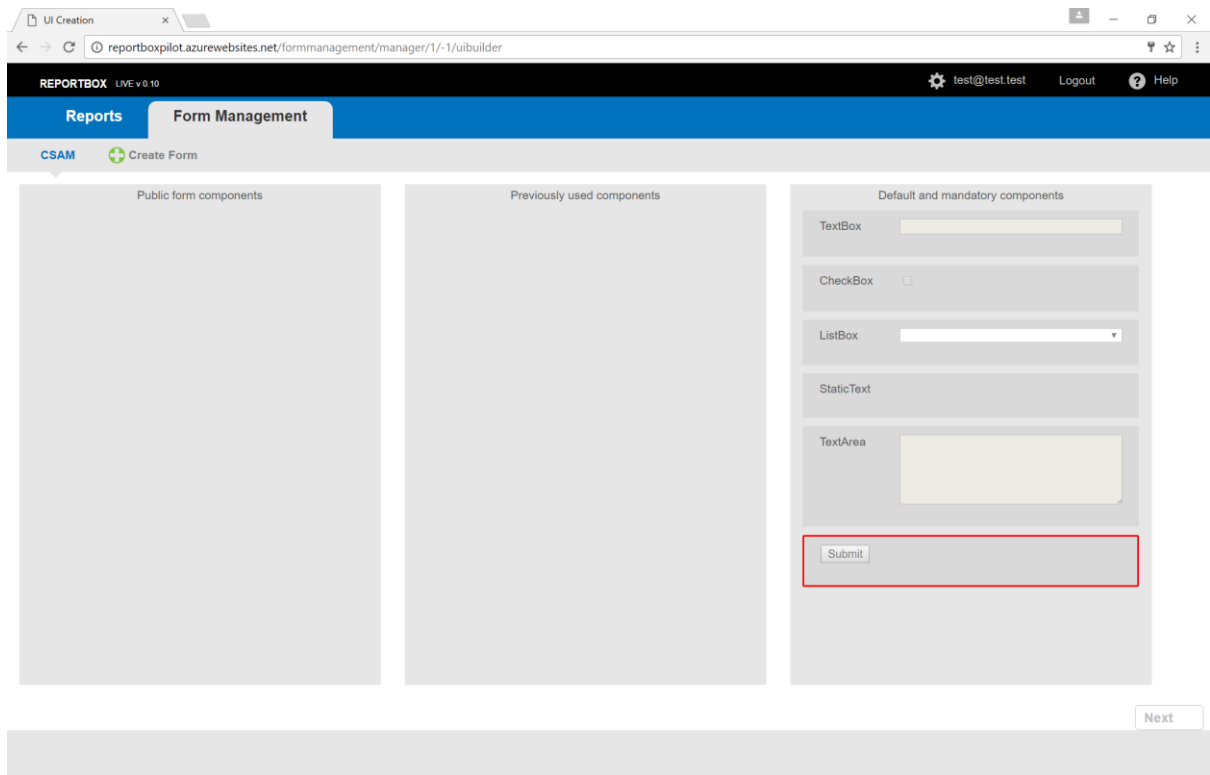 UI Creation
reportboxpilot.azurewebsites.net/formmanagement/manager/1/-1/uibuilder
REPORTBOX LIVE v 0.10 test@test.test Logout ? Help
Reports Form Management
CSAM Create Form
Public form components Previously used components Default and mandatory components
TextBox
CheckBox
ListBox
StaticText
TextArea
Submit
Next